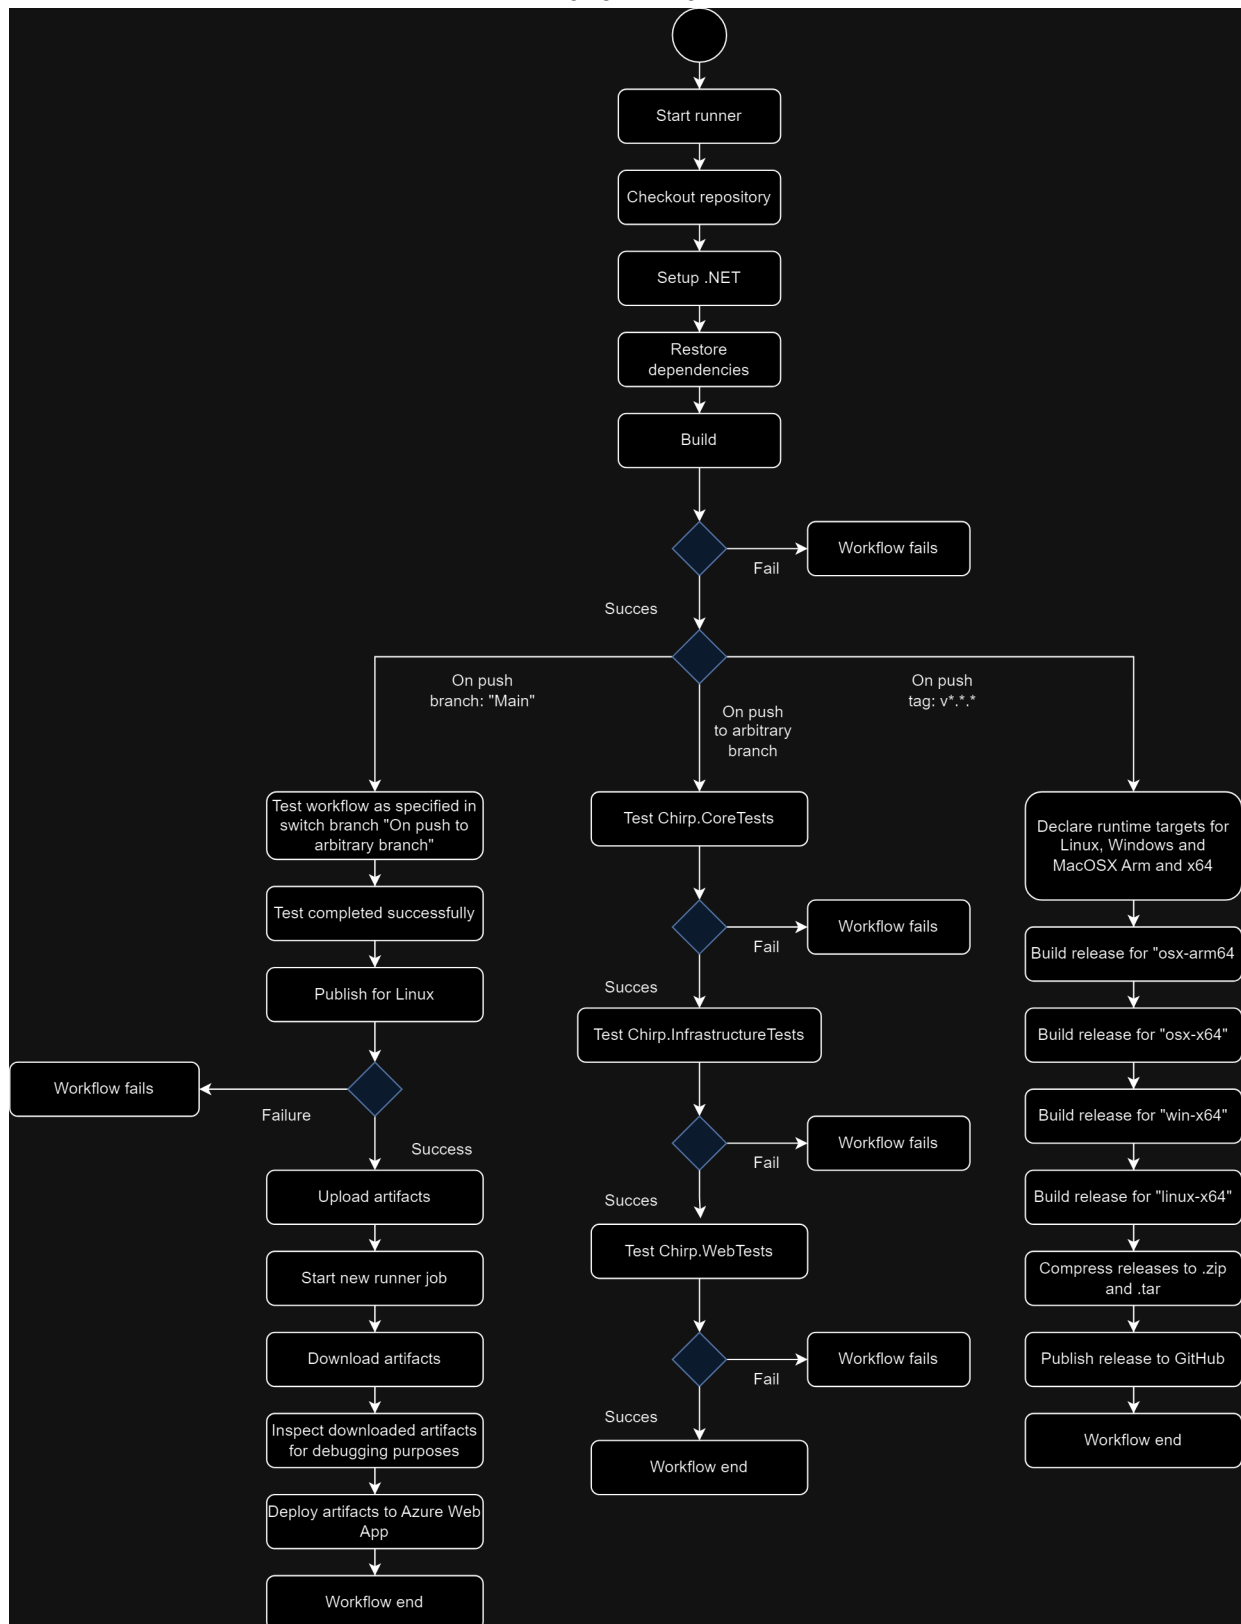 Start runner
Checkout repository
Setup .NET
Restore
dependencies
Build
Workflow fails
Fail
Succes
On push
branch: "Main"
On push
to arbitrary
branch
On push
tag: v*.*.*
Test workflow as specified in
switch branch "On push to
arbitrary branch"
Test completed successfully
Publish for Linux
Workflow fails
Failure
Success
Upload artifacts
Start new runner job
Download artifacts
Inspect downloaded artifacts
for debugging purposes
Deploy artifacts to Azure Web
App
Workflow end
Test Chirp.CoreTests
Workflow fails
Fail
Succes
Test Chirp.InfrastructureTests
Workflow fails
Fail
Succes
Test Chirp.WebTests
Workflow fails
Fail
Succes
Workflow end
Declare runtime targets for
Linux, Windows and
MacOSX Arm and x64
Build release for "osx-arm64
Build release for "osx-x64"
Build release for "win-x64"
Build release for "linux-x64"
Compress releases to .zip
and .tar
Publish release to GitHub
Workflow end